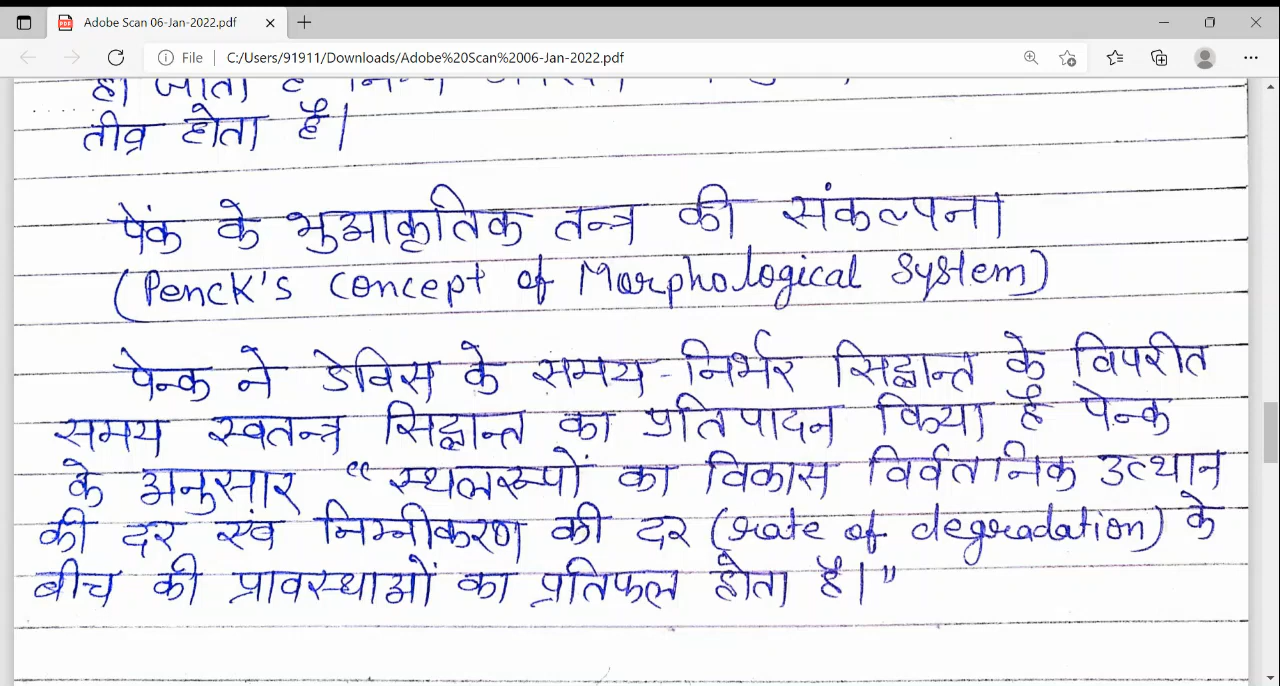 Adobe Scan 06-Jan-2022.pdf
File C:/Users/91911/Downloads/Adobe%20Scan%2006-Jan-2022.pdf
हो जाता है
तीव्र होता है।
पेंक के भुआकृतिक तन्त्र की संकल्पना
(Penck's concept of Morphological System)
पेन्क ने डेविस के समय-निर्भर सिद्धान्त के विपरीत
समय स्वतन्त्र सिद्धान्त का प्रतिपादन किया है पेन्क
के अनुसार “स्थलरूपों का विकास विर्वतनिक उत्थान
की दर एवं निम्नीकरण की दर (rate of degradation) के
बीच की प्रावस्थाओं का प्रतिफल होता है।”